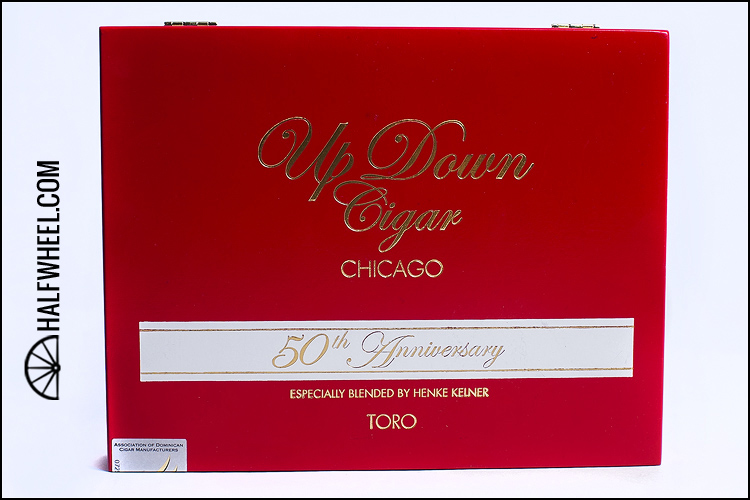 HALFWHEEL.COM
Up Down
Cigar
CHICAGO
50th Anniversary
ESPECIALLY BLENDED BY HENKE KELNER
TORO
ASSOCIATION OF DOMINICAN
CIGAR MANUFACTURERS
072